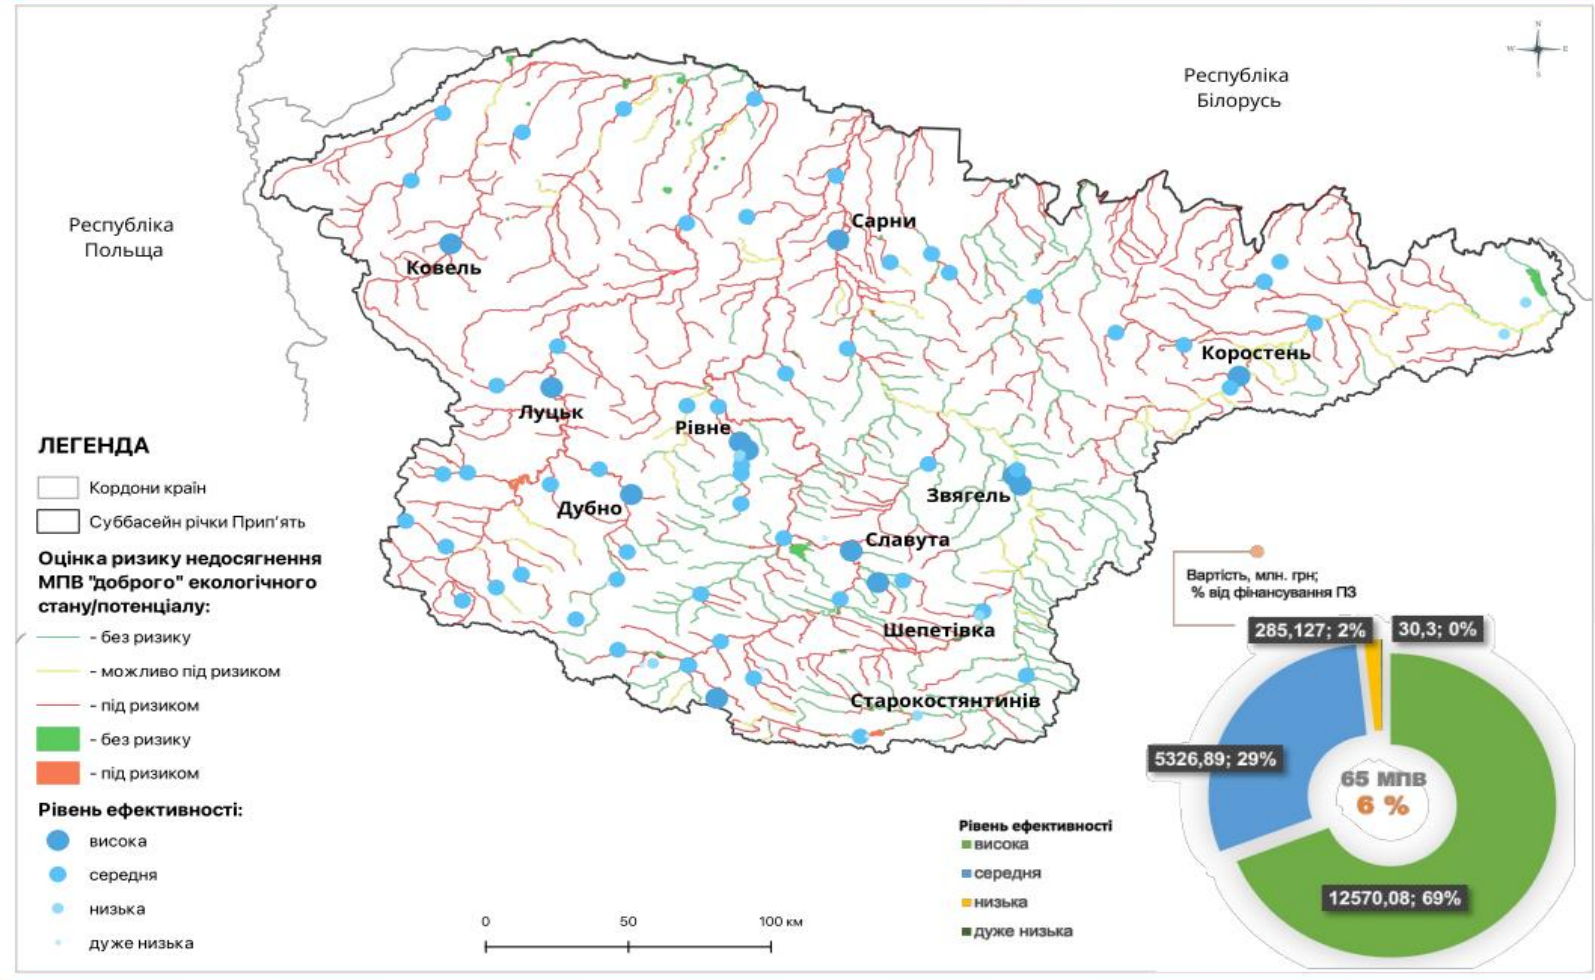 N
W
E
S
Республіка
Білорусь
Республіка
Польща
Сарни
Ковель
Коростень
Луцьк
Рівне
Звягель
Дубно
Славута
Шепетівка
Старокостянтинів
ЛЕГЕНДА
Кордони країн
Суббасейн річки Прип’ять
Оцінка ризику недосягнення
МПВ "доброго" екологічного
стану/потенціалу:
- без ризику
- можливо під ризиком
- під ризиком
- без ризику
- під ризиком
Рівень ефективності:
висока
середня
низька
дуже низька
0 50 100 км
Вартість, млн. грн;
% від фінансування ПЗ
285,127; 2%
30,3; 0%
5326,89; 29%
65 МПВ
6 %
12570,08; 69%
Рівень ефективності
висока
середня
низька
дуже низька